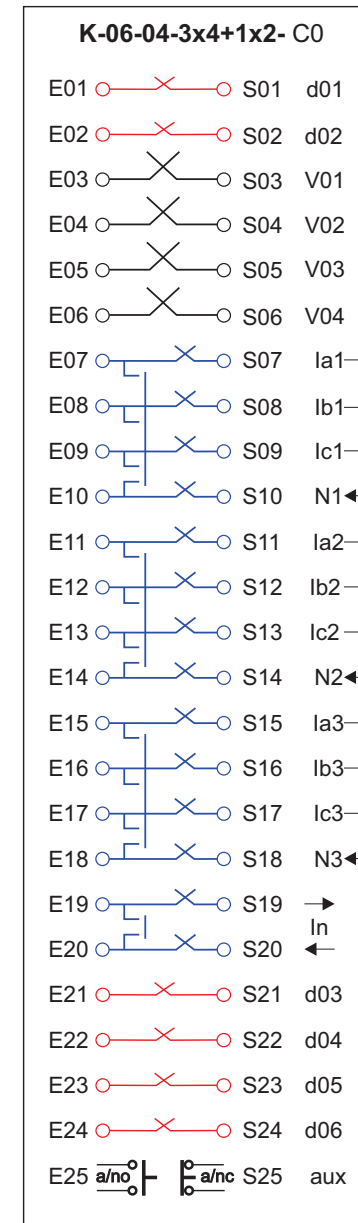 K-06-04-3x4+1x2- C0
E01 S01 d01
E02 S02 d02
E03 S03 V01
E04 S04 V02
E05 S05 V03
E06 S06 V04
E07 S07 Ia1
E08 S08 Ib1
E09 S09 Ic1
E10 S10 N1
E11 S11 Ia2
E12 S12 Ib2
E13 S13 Ic2
E14 S14 N2
E15 S15 Ia3
E16 S16 Ib3
E17 S17 Ic3
E18 S18 N3
E19 S19
In
E20 S20
E21 S21 d03
E22 S22 d04
E23 S23 d05
E24 S24 d06
E25 a/no a/nc S25 aux